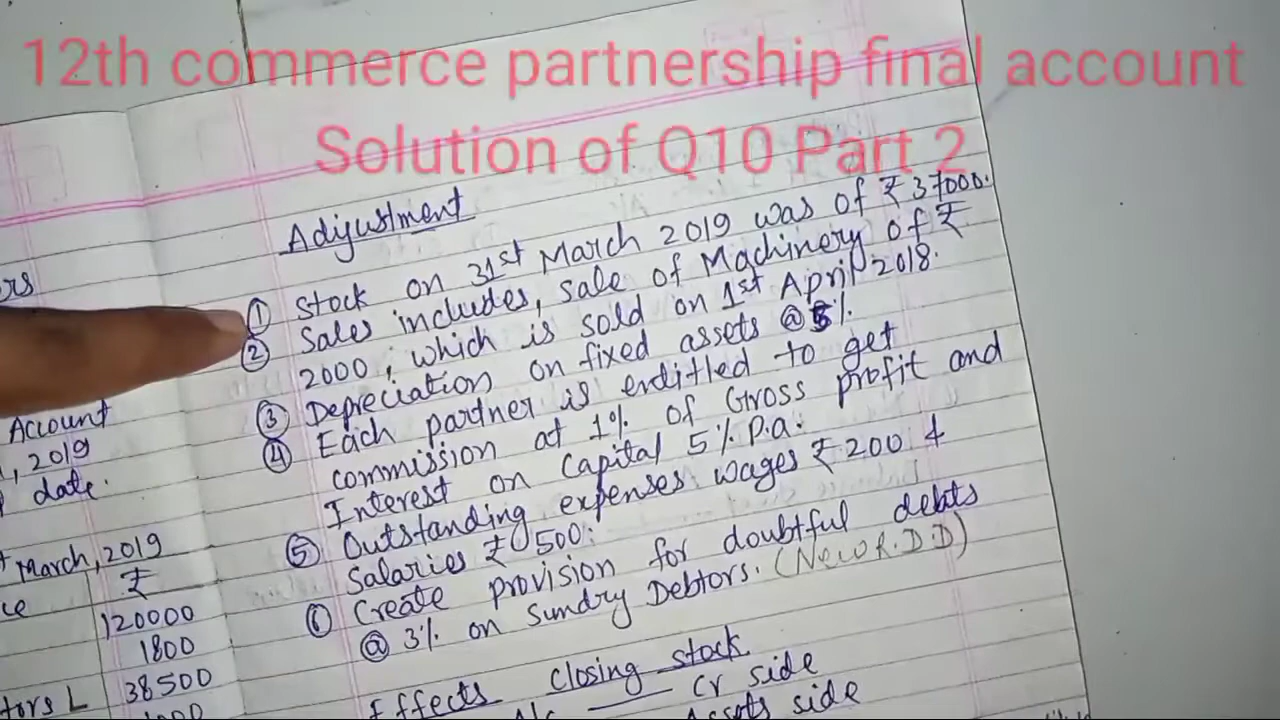 12th commerce partnership final account
Solution of Q10 Part 2
Adjustment
① Stock on 31st March 2019 was of ₹ 37000.
② Sales includes, sale of Machinery of ₹
2000, which is sold on 1st April 2018.
③ Depreciation on fixed assets @ 5%.
④ Each partner is entitled to get
commission at 1% of Gross profit and
Interest on Capital 5% p.a.
⑤ Outstanding expenses wages ₹ 200 &
Salaries ₹ 500.
⑥ Create provision for doubtful debts
@ 3% on Sundry Debtors. (New R.D.D)
Effects closing stock
Cr side
Assets side
Account
, 2019
date.
March, 2019
₹
120000
1800
38500